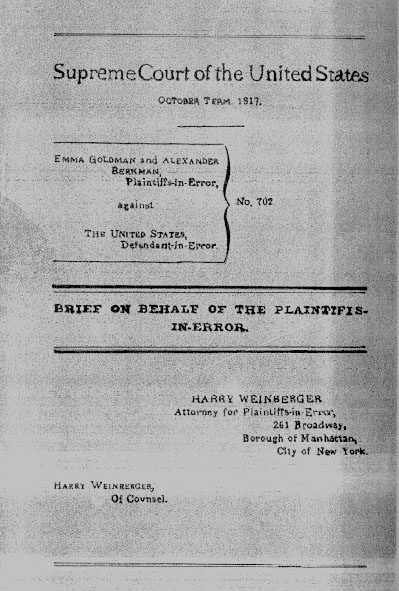 Supreme Court of the United States
OCTOBER TERM 1917.
EMMA GOLDMAN and ALEXANDER
BERKMAN,
Plaintiffs-in-Error,
against
THE UNITED STATES,
Defendant-in-Error.
No. 702
BRIEF ON BEHALF OF THE PLAINTIFFS-
IN-ERROR.
HARRY WEINBERGER
Attorney for Plaintiffs-in-Error,
261 Broadway,
Borough of Manhattan,
City of New York.
HARRY WEINBERGER,
Of Counsel.